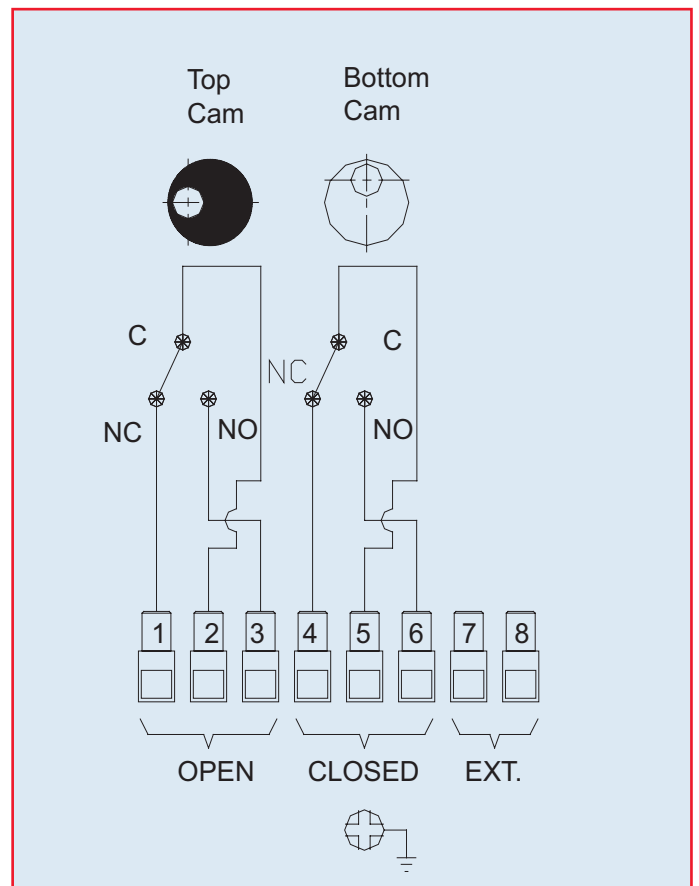 Top
Cam
Bottom
Cam
C
C
NC
NC
NO
NO
1 2 3 4 5 6 7 8
OPEN CLOSED EXT.